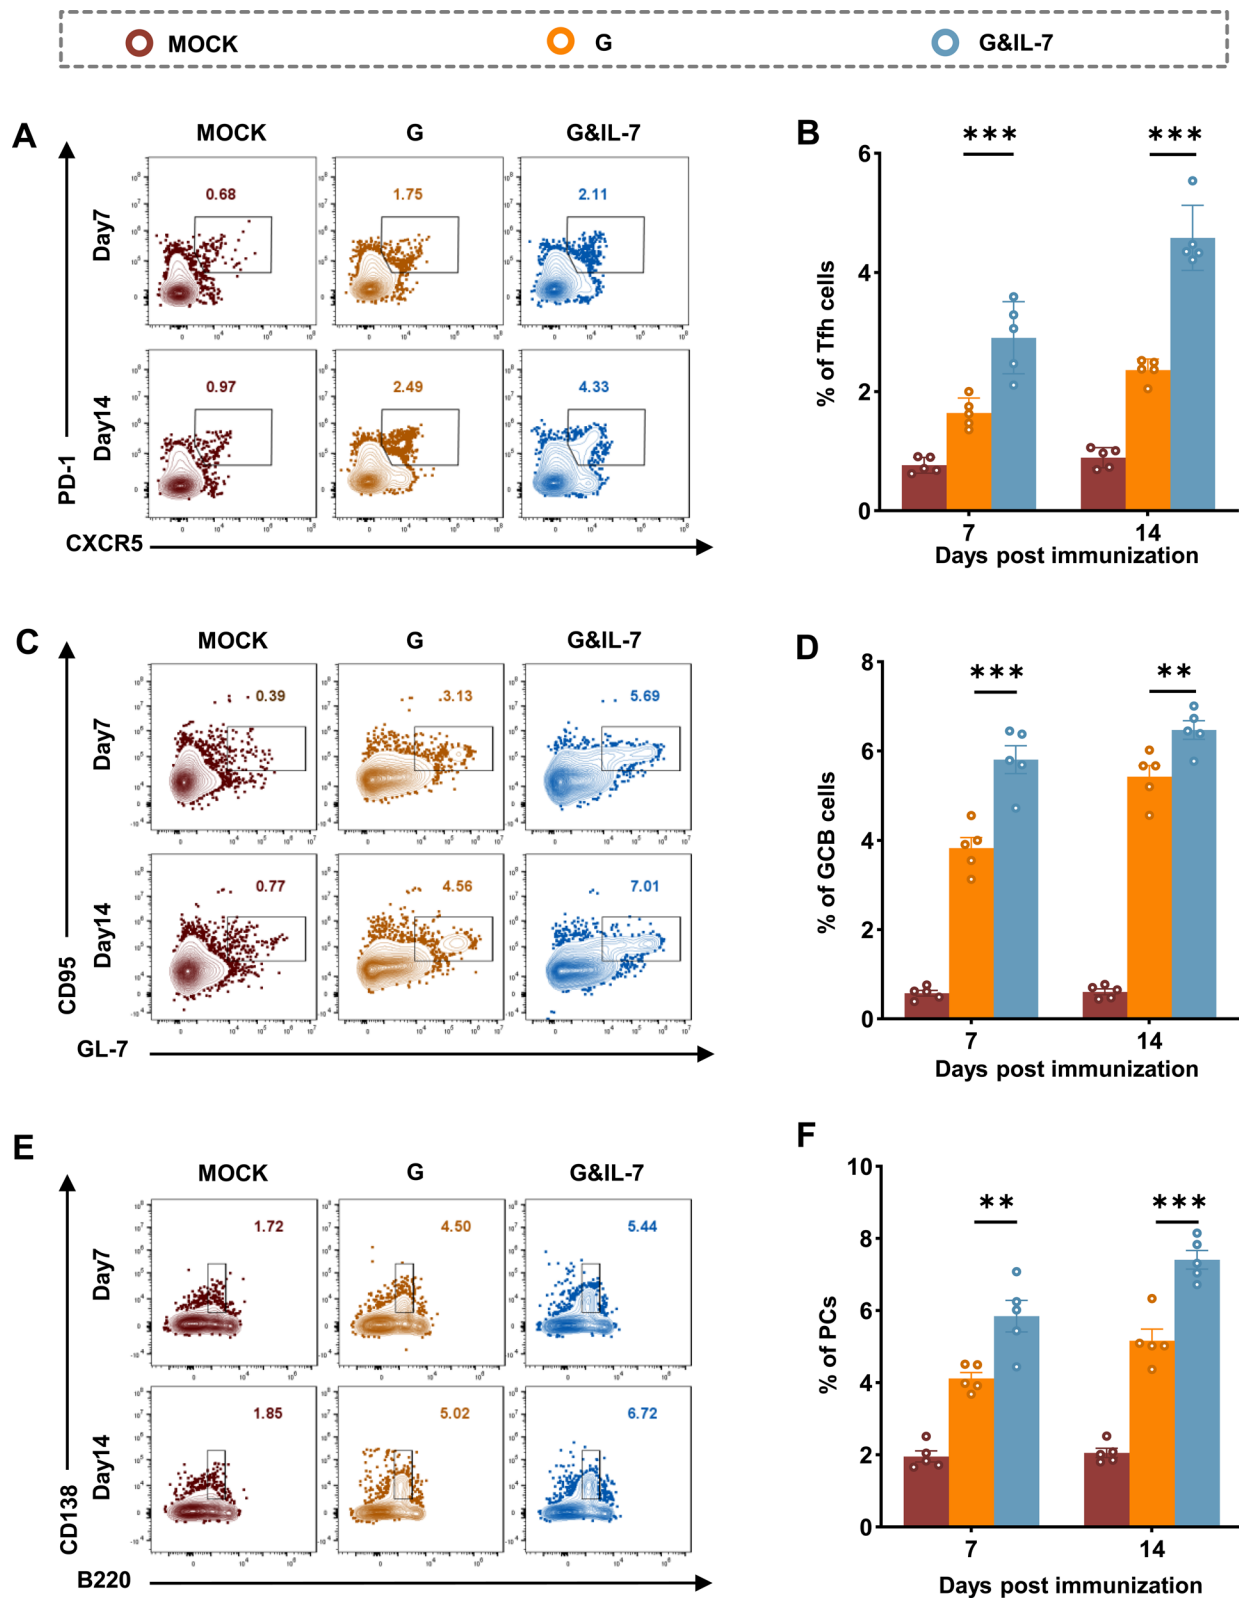 MOCK G G&IL-7
A
MOCK G G&IL-7
Day7
0.68 1.75 2.11
Day14
0.97 2.49 4.33
PD-1
CXCR5
B
*** ***
% of Tfh cells
6
4
2
0
7 14
Days post immunization
C
MOCK G G&IL-7
Day7
0.39 3.13 5.69
Day14
0.77 4.56 7.01
CD95
GL-7
D
*** **
% of GCB cells
8
6
4
2
0
7 14
Days post immunization
E
MOCK G G&IL-7
Day7
1.72 4.50 5.44
Day14
1.85 5.02 6.72
CD138
B220
F
** ***
% of PCs
10
8
6
4
2
0
7 14
Days post immunization